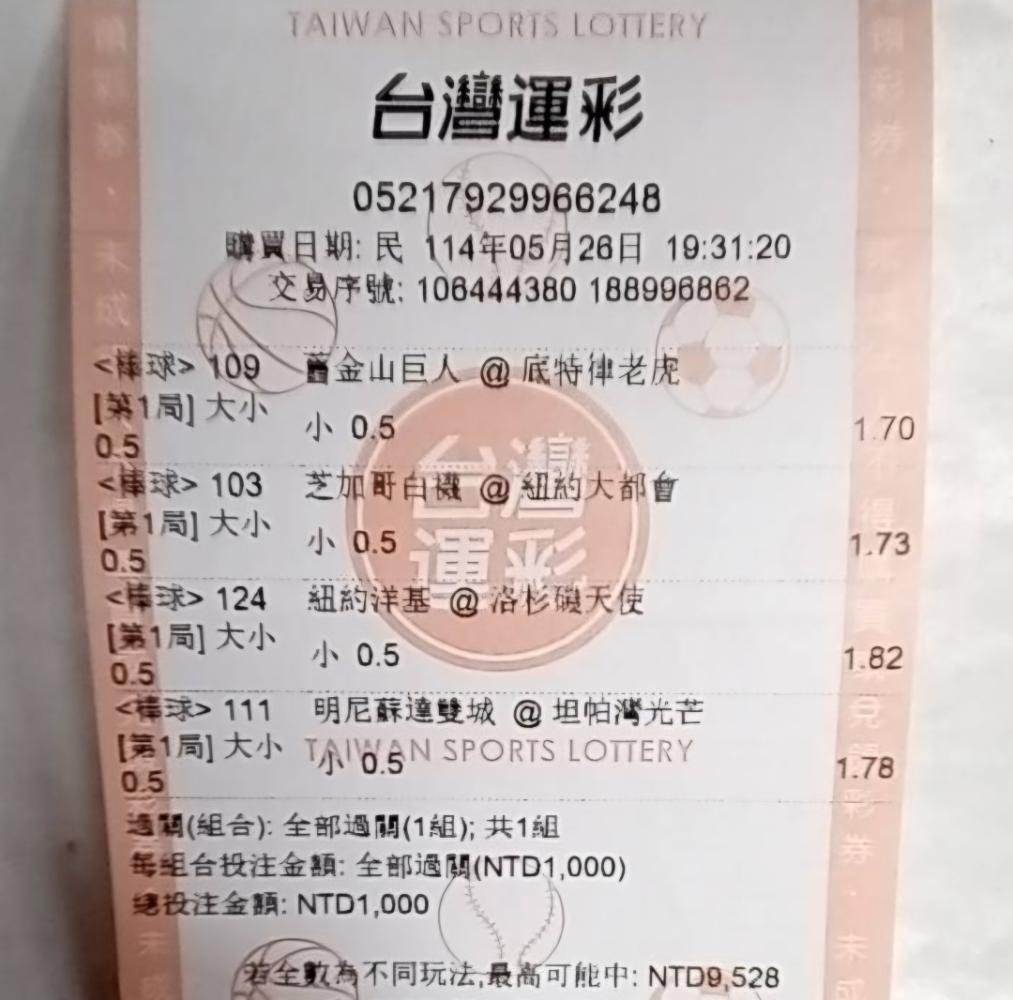 TAIWAN SPORTS LOTTERY
台灣運彩
05217929966248
購買日期: 民 114年05月26日 19:31:20
交易序號: 106444380 188996862
<棒球> 109 舊金山巨人 @ 底特律老虎
[第1局] 大小 0.5 小 0.5 1.70
<棒球> 103 芝加哥白襪 @ 紐約大都會
[第1局] 大小 0.5 小 0.5 1.73
<棒球> 124 紐約洋基 @ 洛杉磯天使
[第1局] 大小 0.5 小 0.5 1.82
<棒球> 111 明尼蘇達雙城 @ 坦帕灣光芒
[第1局] 大小 0.5 小 0.5 1.78
TAIWAN SPORTS LOTTERY
過關(組合): 全部過關(1組); 共1組
每組合投注金額: 全部過關(NTD1,000)
總投注金額: NTD1,000
若全數為不同玩法,最高可能中: NTD9,528
台灣
運彩